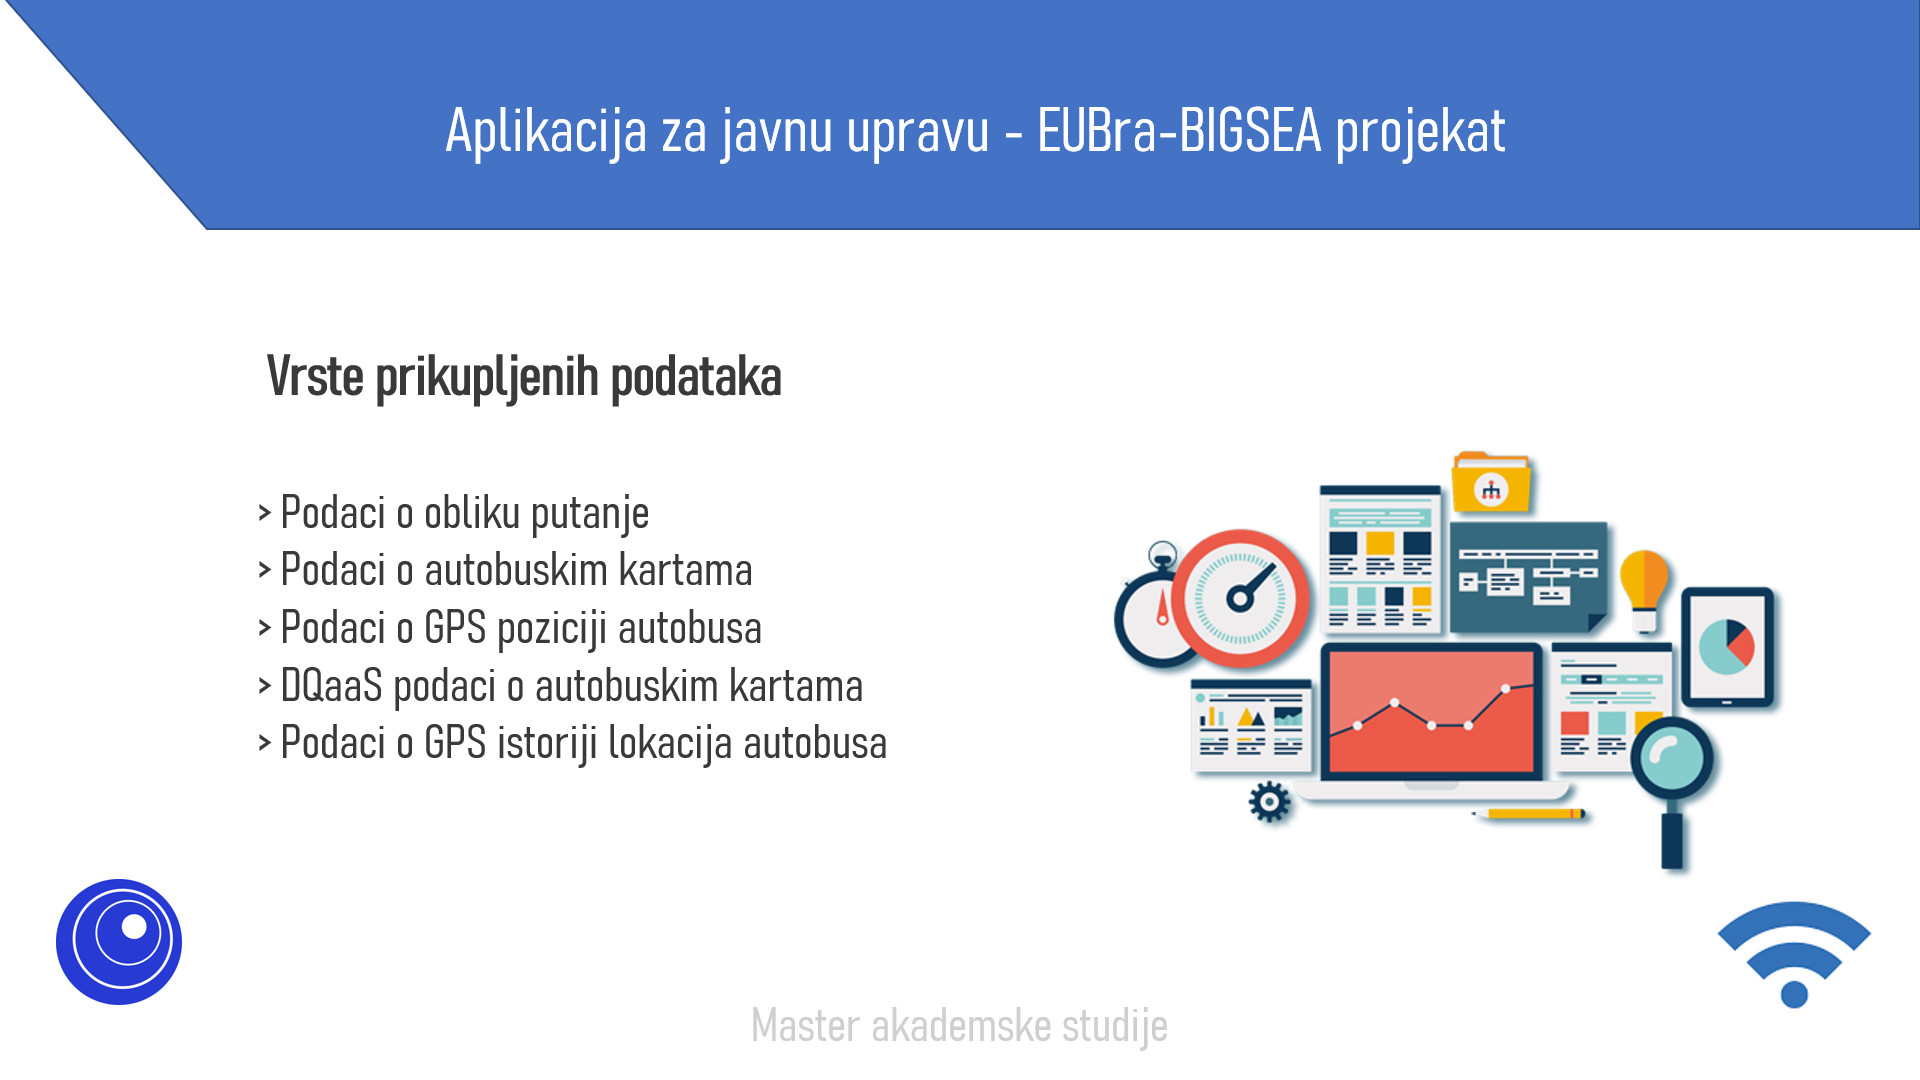 Aplikacija za javnu upravu - EUBra-BIGSEA projekat
Vrste prikupljenih podataka
> Podaci o obliku putanje
> Podaci o autobuskim kartama
> Podaci o GPS poziciji autobusa
> DQaaS podaci o autobuskim kartama
> Podaci o GPS istoriji lokacija autobusa
Master akademske studije